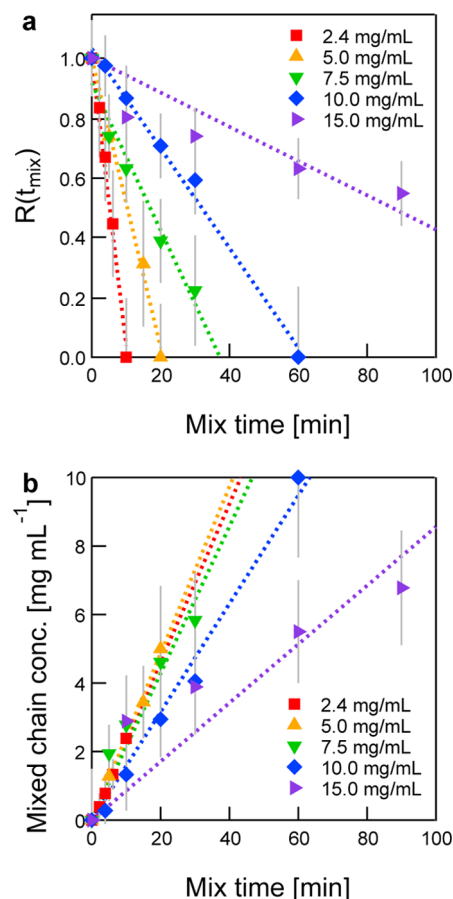 a
2.4 mg/mL
5.0 mg/mL
7.5 mg/mL
10.0 mg/mL
15.0 mg/mL
1.0
0.8
0.6
0.4
0.2
0.0
R(tmix)
0 20 40 60 80 100
Mix time [min]
b
10
8
6
4
2
0
Mixed chain conc. [mg mL⁻¹]
2.4 mg/mL
5.0 mg/mL
7.5 mg/mL
10.0 mg/mL
15.0 mg/mL
0 20 40 60 80 100
Mix time [min]